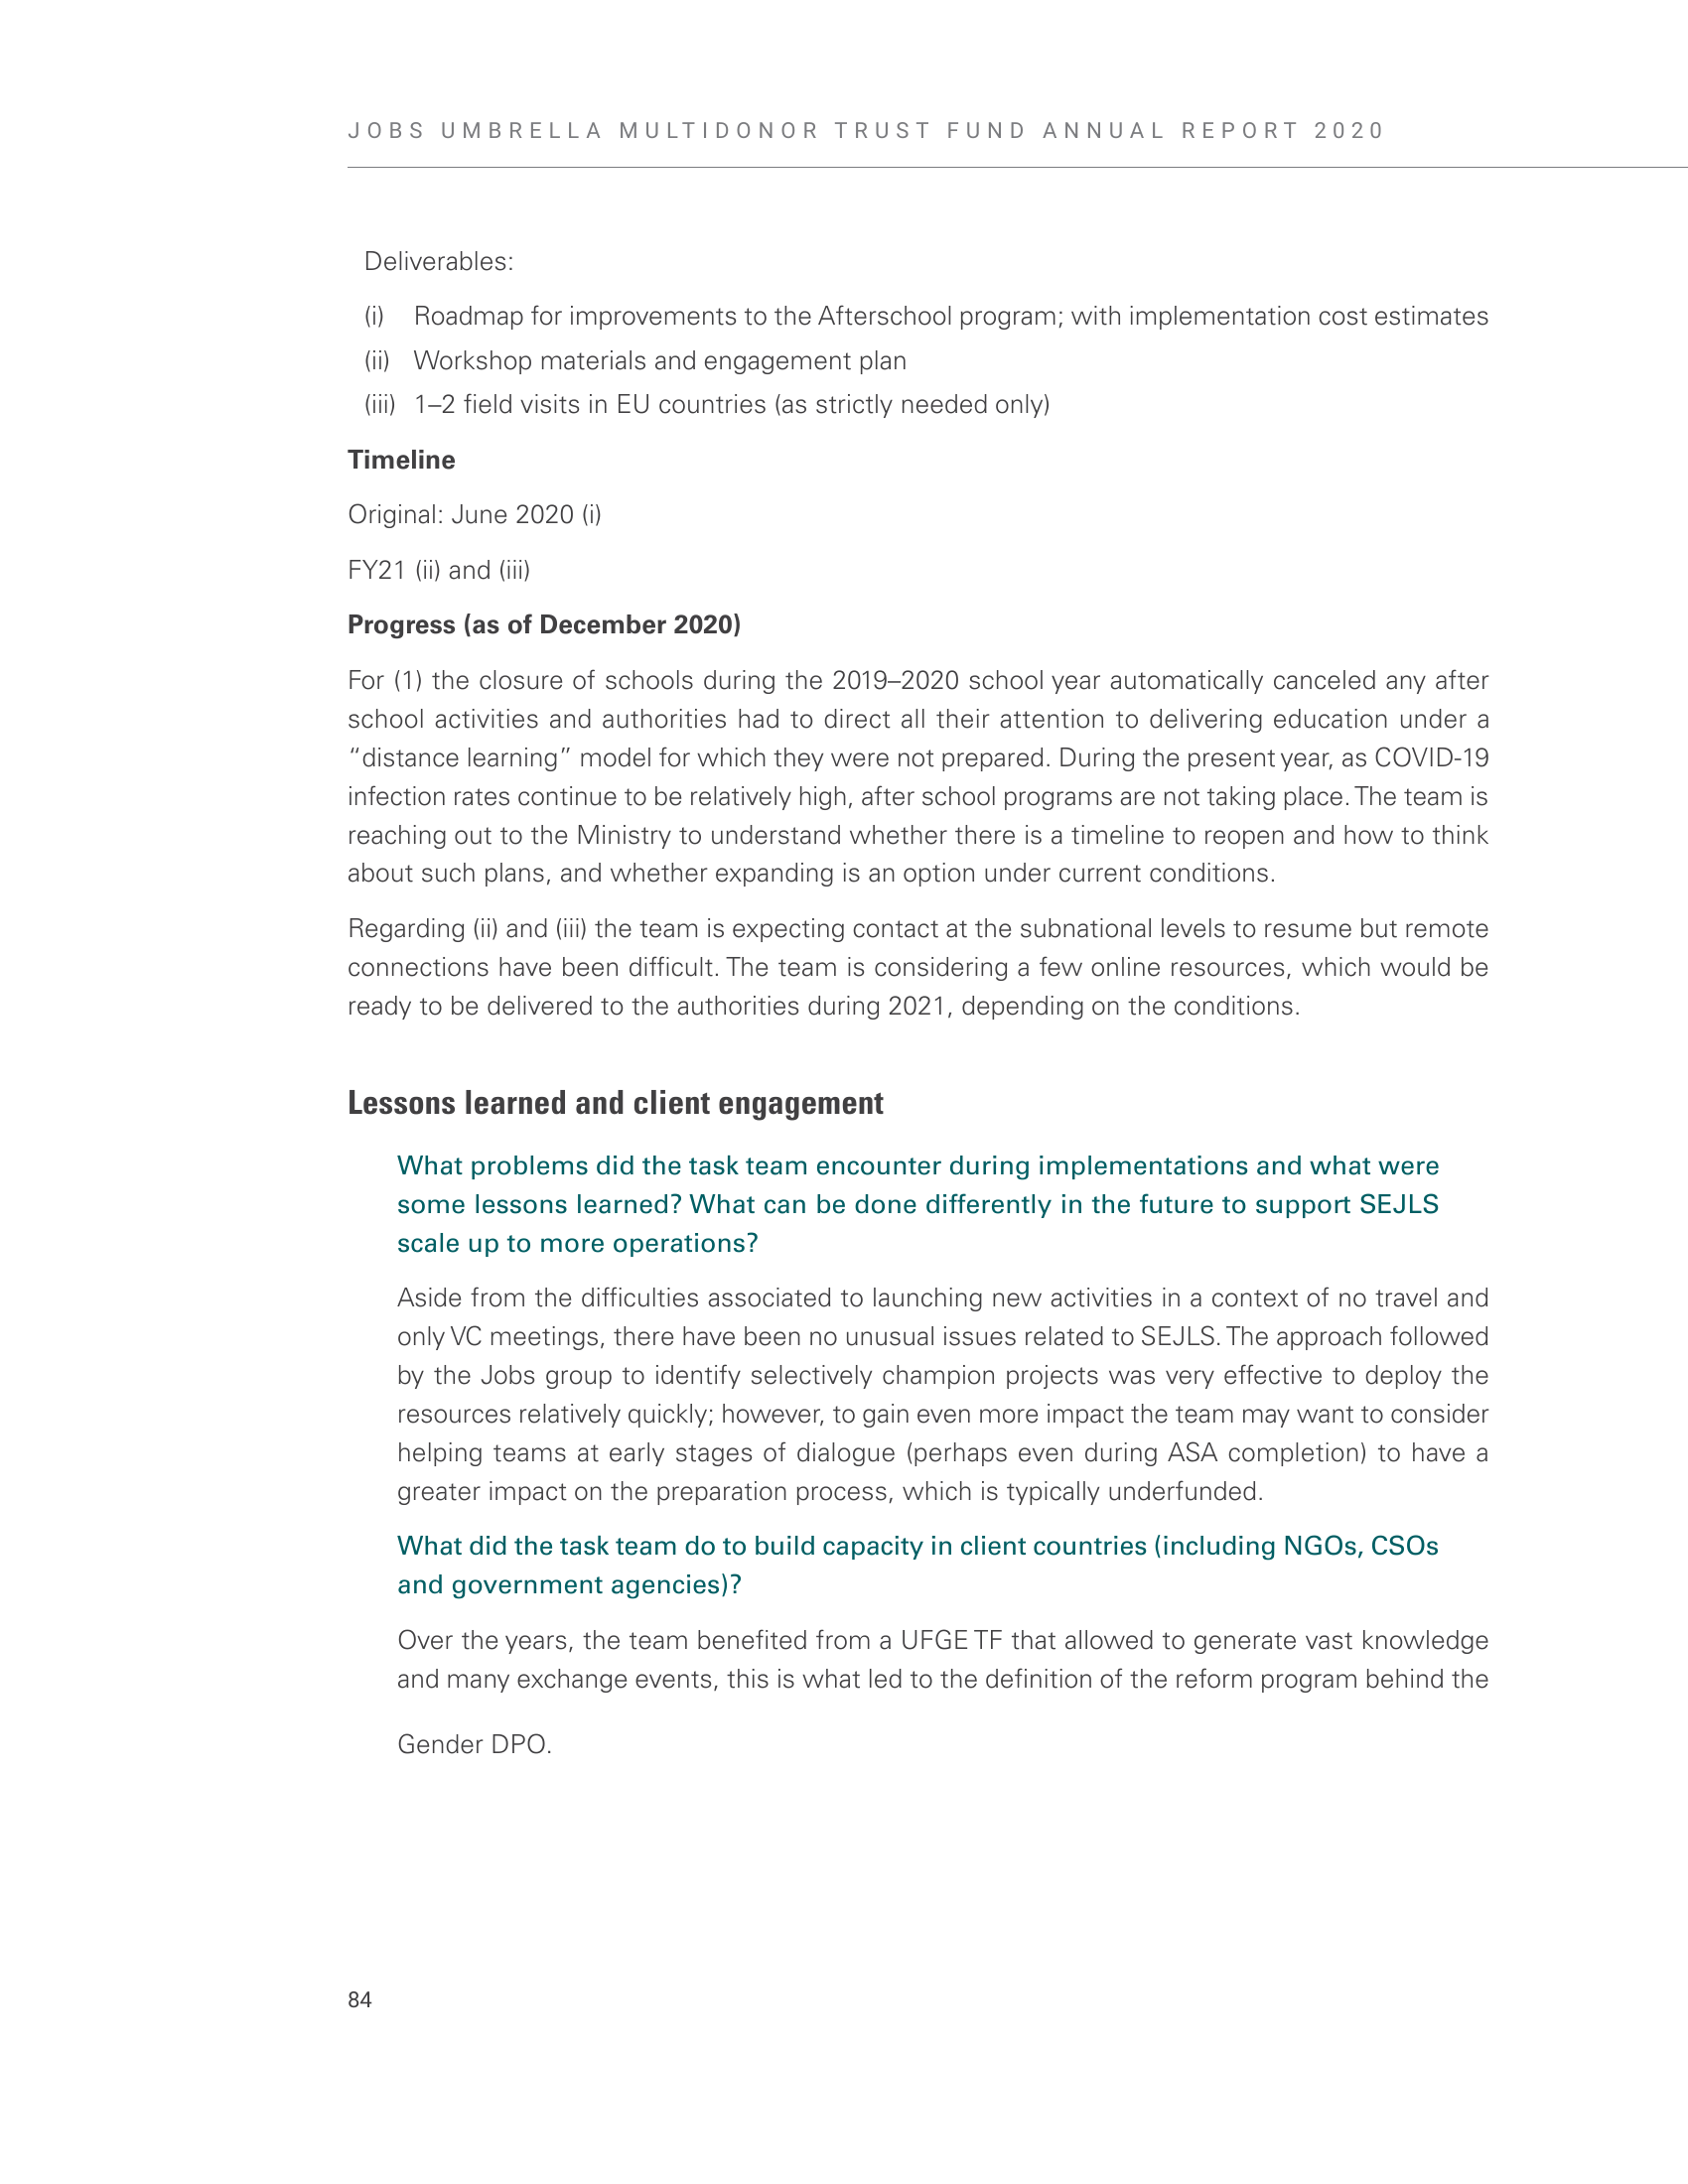 JOBS UMBRELLA MULTIDONOR TRUST FUND ANNUAL REPORT 2020
Deliverables:
(i) Roadmap for improvements to the Afterschool program; with implementation cost estimates
(ii) Workshop materials and engagement plan
(iii) 1–2 field visits in EU countries (as strictly needed only)
Timeline
Original: June 2020 (i)
FY21 (ii) and (iii)
Progress (as of December 2020)
For (1) the closure of schools during the 2019–2020 school year automatically canceled any after
school activities and authorities had to direct all their attention to delivering education under a
“distance learning” model for which they were not prepared. During the present year, as COVID-19
infection rates continue to be relatively high, after school programs are not taking place. The team is
reaching out to the Ministry to understand whether there is a timeline to reopen and how to think
about such plans, and whether expanding is an option under current conditions.
Regarding (ii) and (iii) the team is expecting contact at the subnational levels to resume but remote
connections have been difficult. The team is considering a few online resources, which would be
ready to be delivered to the authorities during 2021, depending on the conditions.
Lessons learned and client engagement
What problems did the task team encounter during implementations and what were
some lessons learned? What can be done differently in the future to support SEJLS
scale up to more operations?
Aside from the difficulties associated to launching new activities in a context of no travel and
only VC meetings, there have been no unusual issues related to SEJLS. The approach followed
by the Jobs group to identify selectively champion projects was very effective to deploy the
resources relatively quickly; however, to gain even more impact the team may want to consider
helping teams at early stages of dialogue (perhaps even during ASA completion) to have a
greater impact on the preparation process, which is typically underfunded.
What did the task team do to build capacity in client countries (including NGOs, CSOs
and government agencies)?
Over the years, the team benefited from a UFGE TF that allowed to generate vast knowledge
and many exchange events, this is what led to the definition of the reform program behind the
Gender DPO.
84